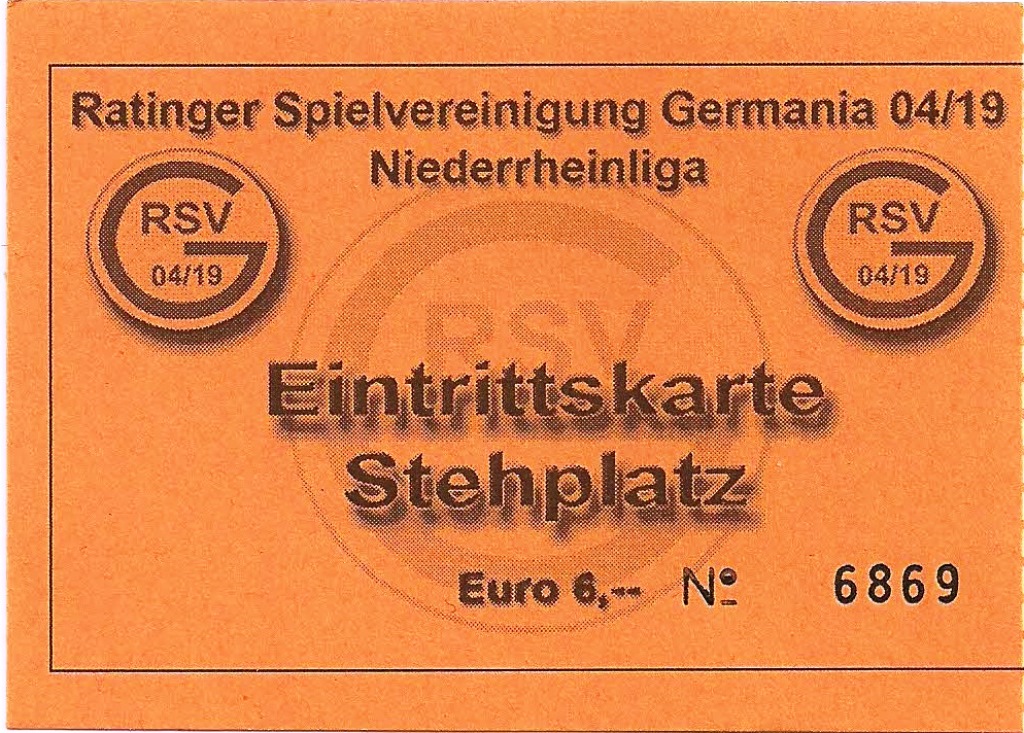 Ratinger Spielvereinigung Germania 04/19
Niederrheinliga
RSV
04/19
RSV
04/19
RSV
Eintrittskarte
Stehplatz
Euro 6,-- Nº 6869